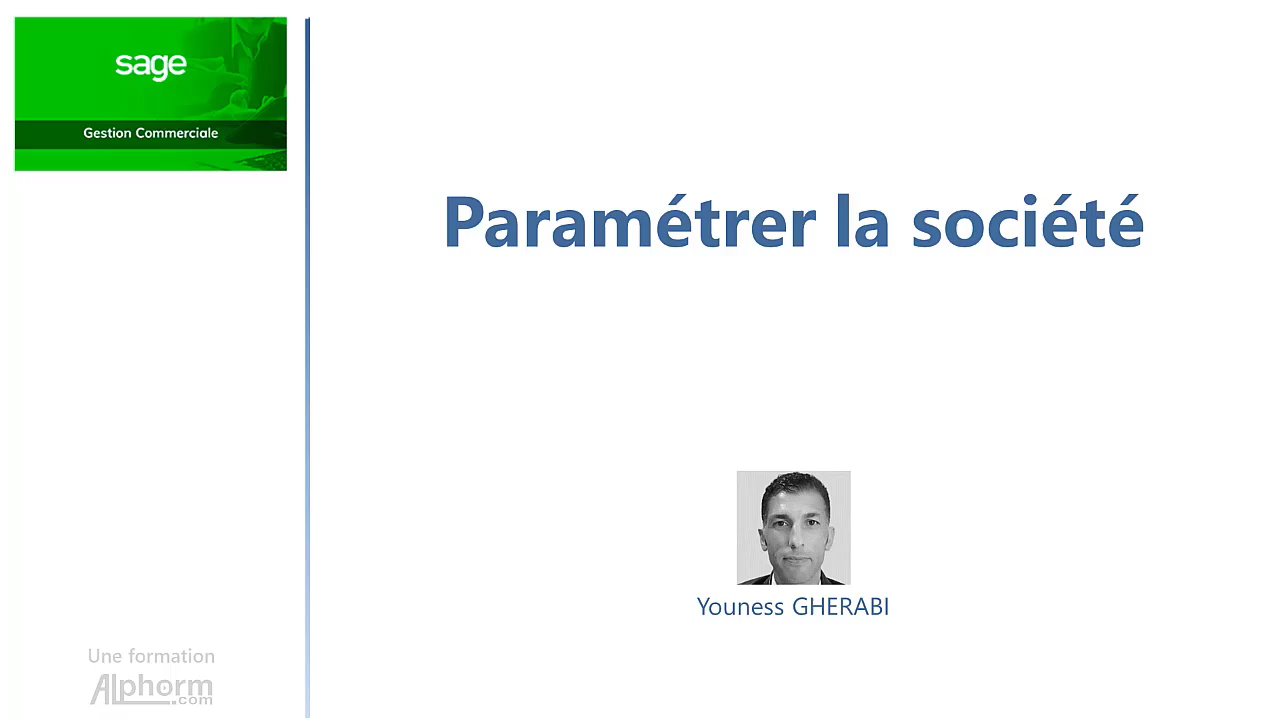 sage
Gestion Commerciale
Paramétrer la société
Youness GHERABI
Une formation
Alphorm
.com